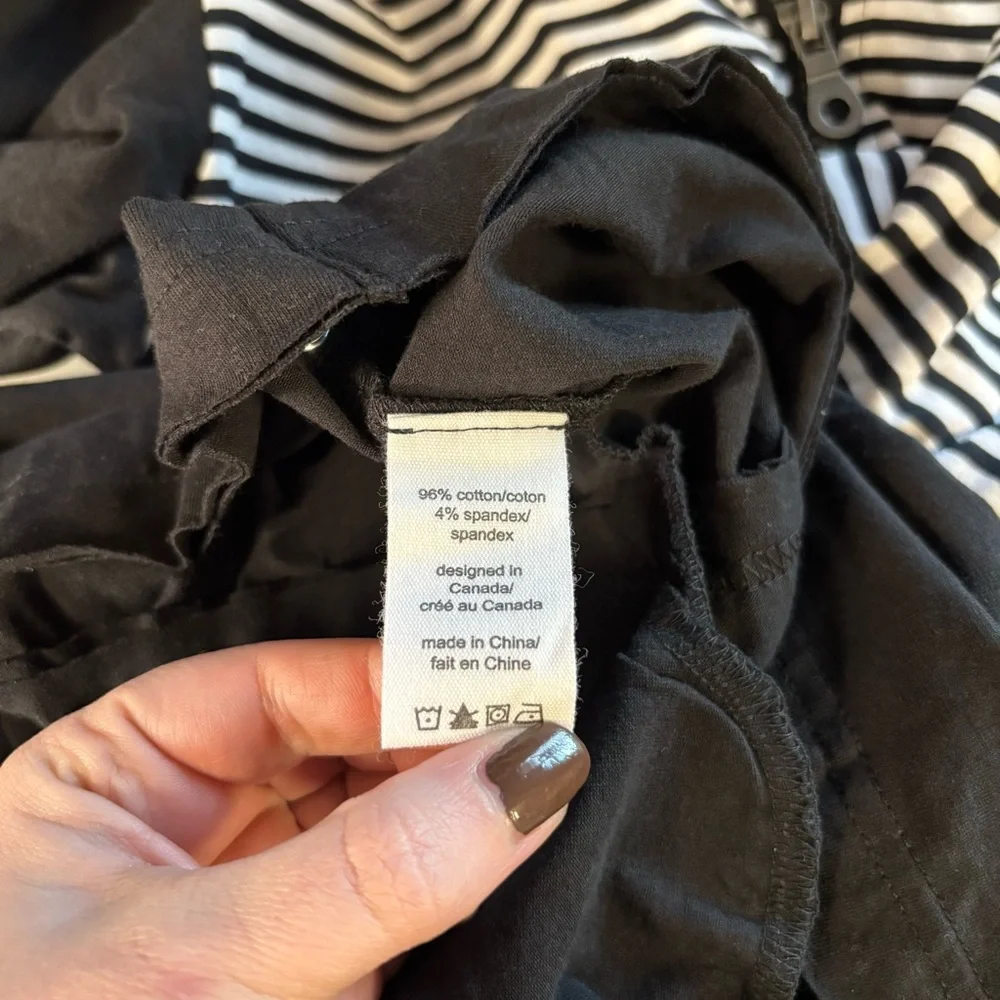 96% cotton/coton
4% spandex/
spandex
designed in
Canada/
créé au Canada
made in China/
fait en Chine